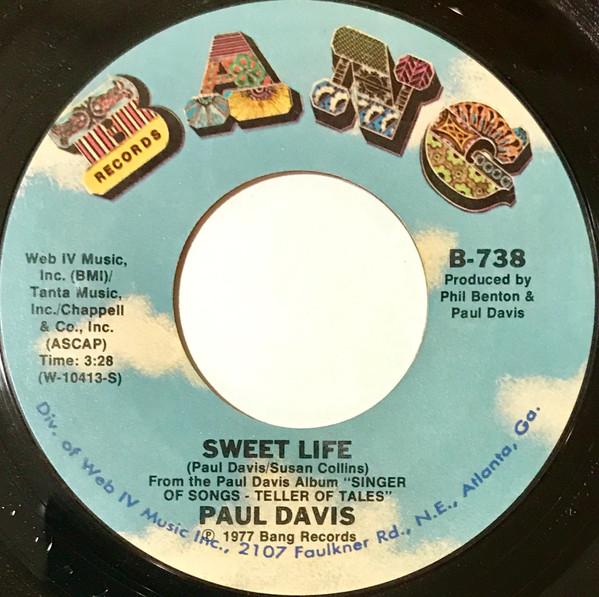 BANG
RECORDS
Web IV Music,
Inc. (BMI)/
Tanta Music,
Inc./Chappell
& Co., Inc.
(ASCAP)
Time: 3:28
(W-10413-S)
B-738
Produced by
Phil Benton &
Paul Davis
SWEET LIFE
(Paul Davis/Susan Collins)
From the Paul Davis Album "SINGER
OF SONGS - TELLER OF TALES"
PAUL DAVIS
℗ 1977 Bang Records
Div. of Web IV Music Inc., 2107 Faulkner Rd., N.E., Atlanta, Ga.